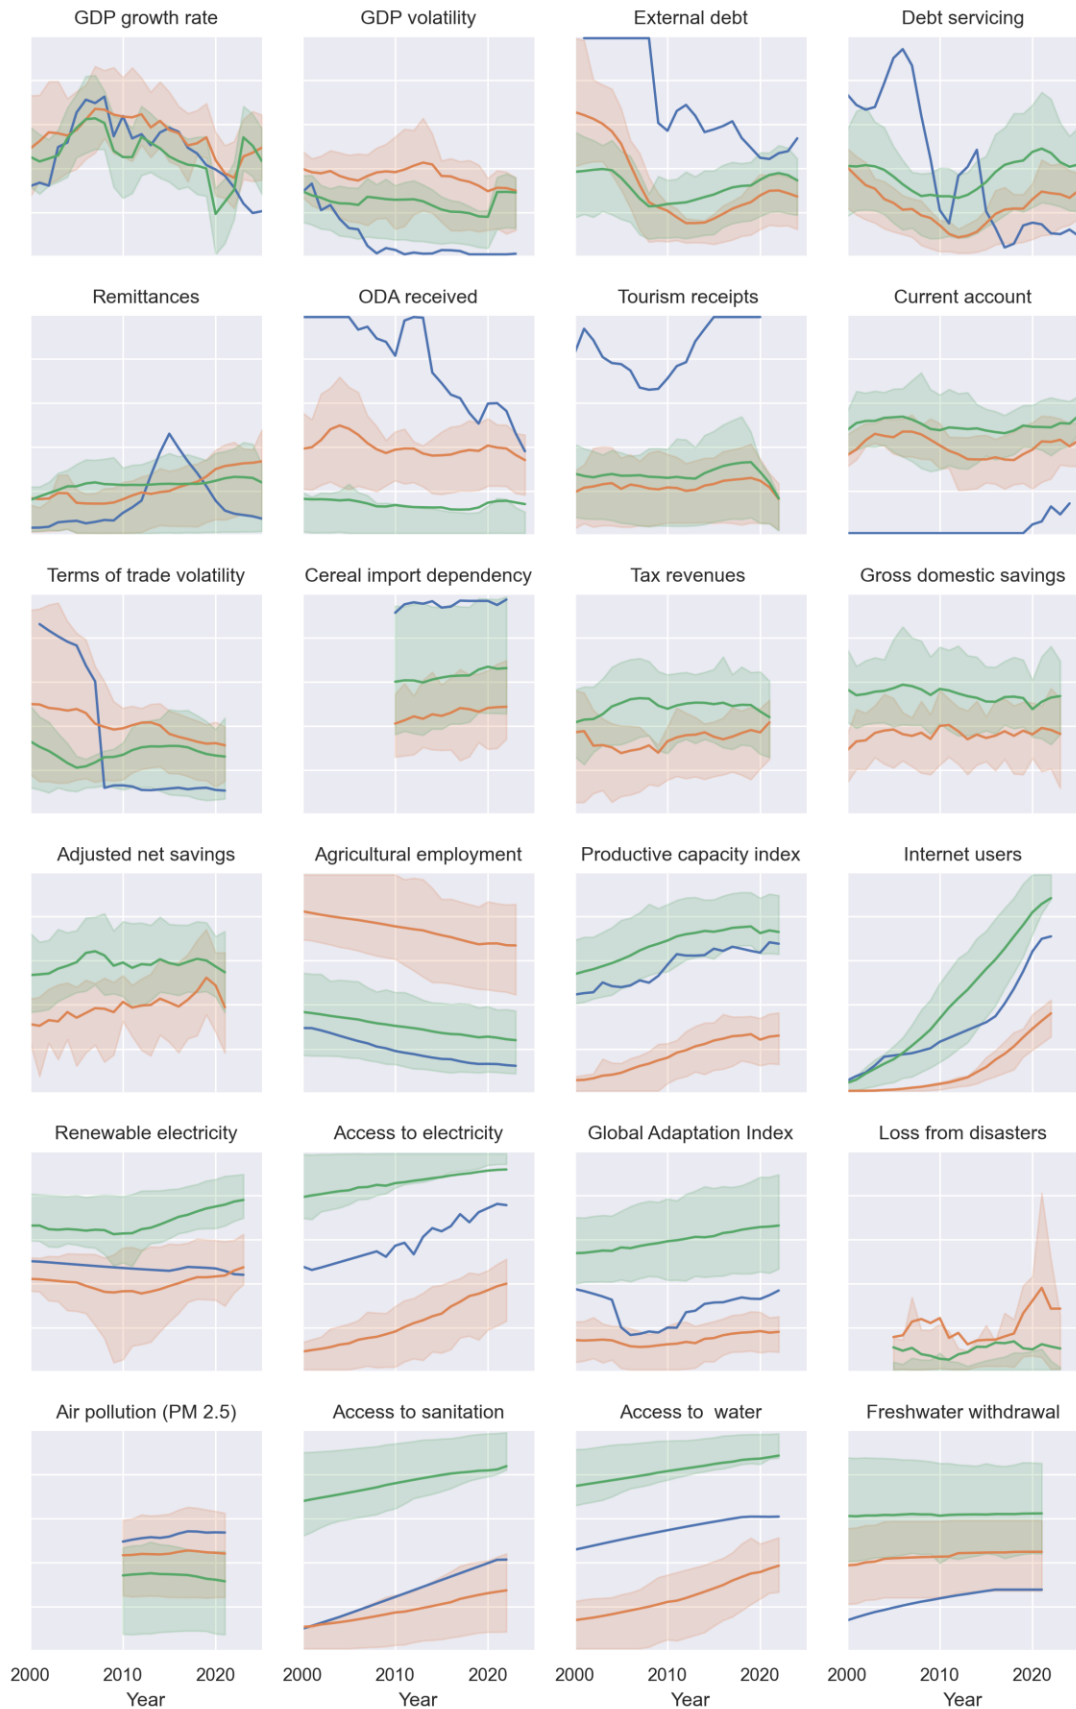 GDP growth rate
GDP volatility
External debt
Debt servicing
Remittances
ODA received
Tourism receipts
Current account
Terms of trade volatility
Cereal import dependency
Tax revenues
Gross domestic savings
Adjusted net savings
Agricultural employment
Productive capacity index
Internet users
Renewable electricity
Access to electricity
Global Adaptation Index
Loss from disasters
Air pollution (PM 2.5)
Access to sanitation
Access to  water
Freshwater withdrawal
2000 2010 2020
2000 2010 2020
2000 2010 2020
2000 2010 2020
Year
Year
Year
Year